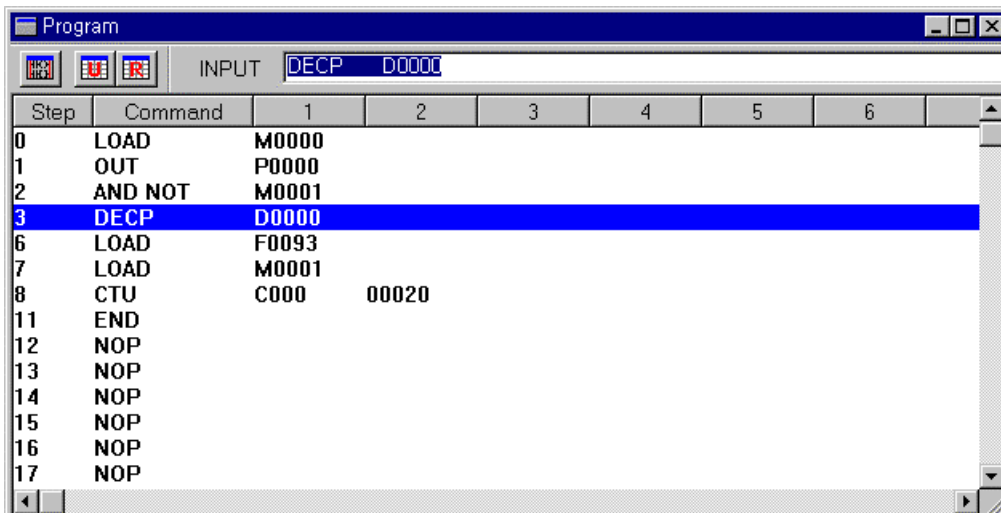 Program
U R INPUT DECP D0000
Step Command 1 2 3 4 5 6
0 LOAD M0000
1 OUT P0000
2 AND NOT M0001
3 DECP D0000
6 LOAD F0093
7 LOAD M0001
8 CTU C000 00020
11 END
12 NOP
13 NOP
14 NOP
15 NOP
16 NOP
17 NOP